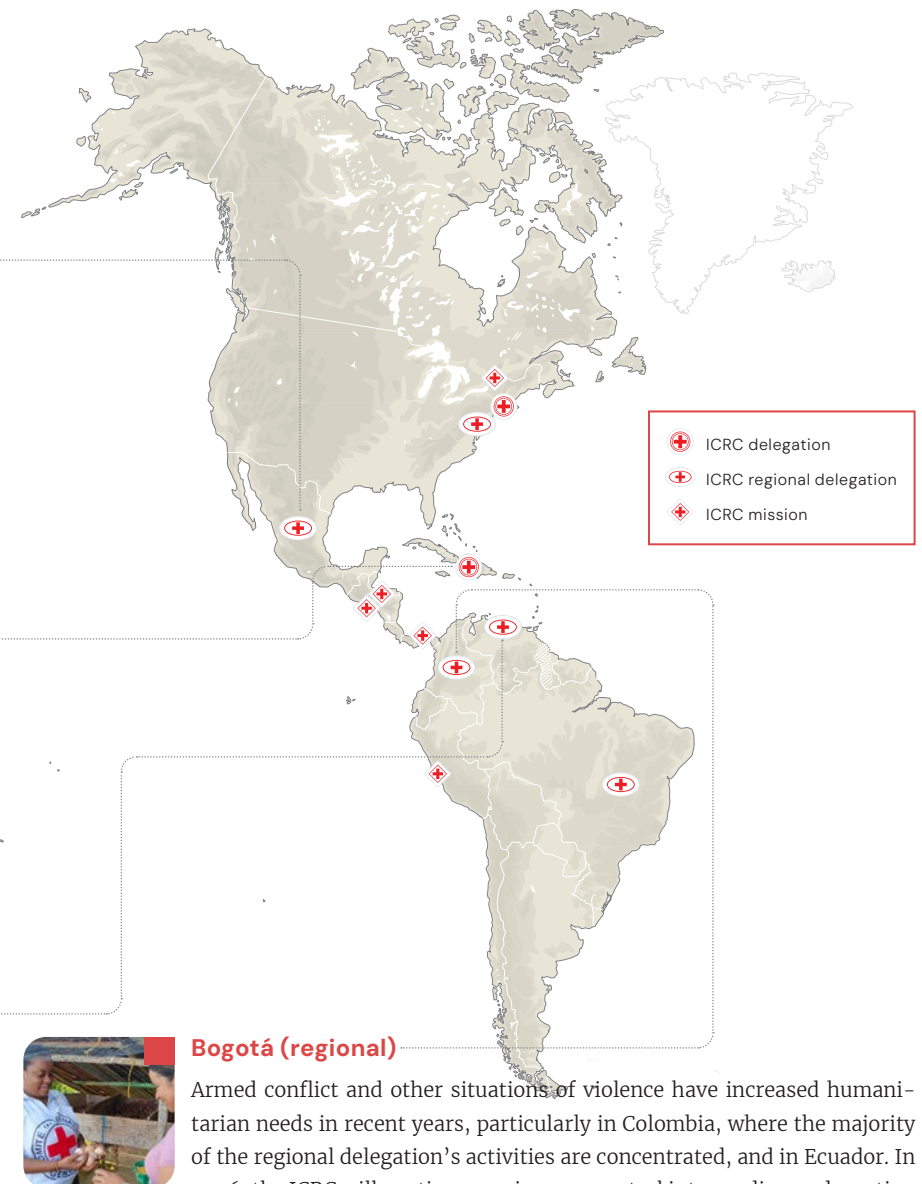 ICRC delegation
ICRC regional delegation
ICRC mission
Bogotá (regional)
Armed conflict and other situations of violence have increased humani-
tarian needs in recent years, particularly in Colombia, where the majority
of the regional delegation's activities are concentrated, and in Ecuador. In